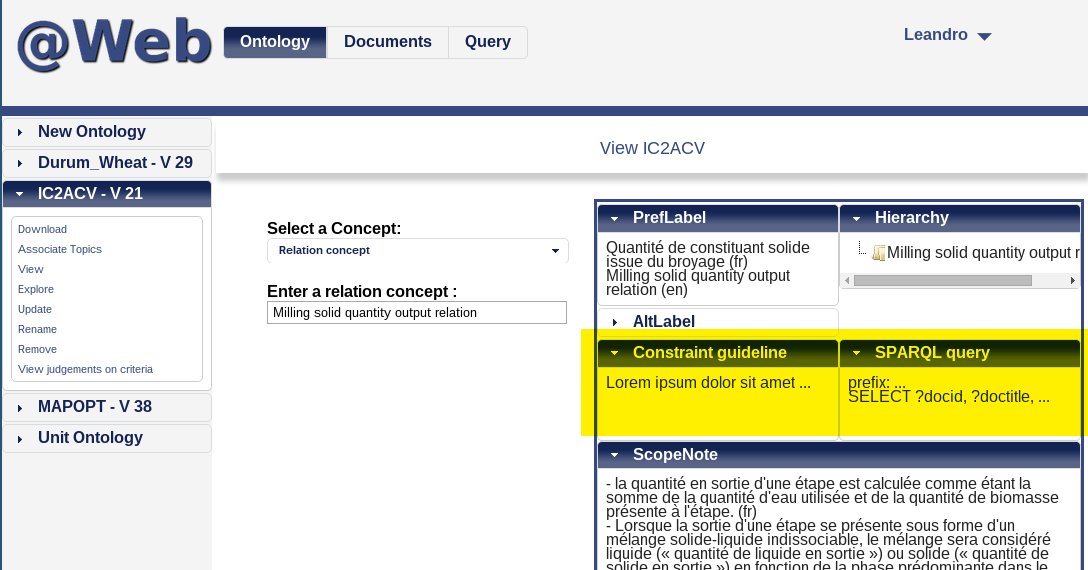 @Web
Ontology
Documents
Query
Leandro
New Ontology
Durum_Wheat - V 29
IC2ACV - V 21
Download
Associate Topics
View
Explore
Update
Rename
Remove
View judgements on criteria
MAPOPT - V 38
Unit Ontology
View IC2ACV
Select a Concept:
Relation concept
Enter a relation concept :
Milling solid quantity output relation
PrefLabel
Quantité de constituant solide
issue du broyage (fr)
Milling solid quantity output
relation (en)
Hierarchy
Milling solid quantity output r
AltLabel
Constraint guideline
Lorem ipsum dolor sit amet ...
SPARQL query
prefix: ...
SELECT ?docid, ?doctitle, ...
ScopeNote
- la quantité en sortie d'une étape est calculée comme étant la
somme de la quantité d'eau utilisée et de la quantité de biomasse
présente à l'étape. (fr)
- Lorsque la sortie d'une étape se présente sous forme d'un
mélange solide-liquide indissociable, le mélange sera considéré
liquide (« quantité de liquide en sortie ») ou solide (« quantité de
solide en sortie ») en fonction de la phase prédominante dans le